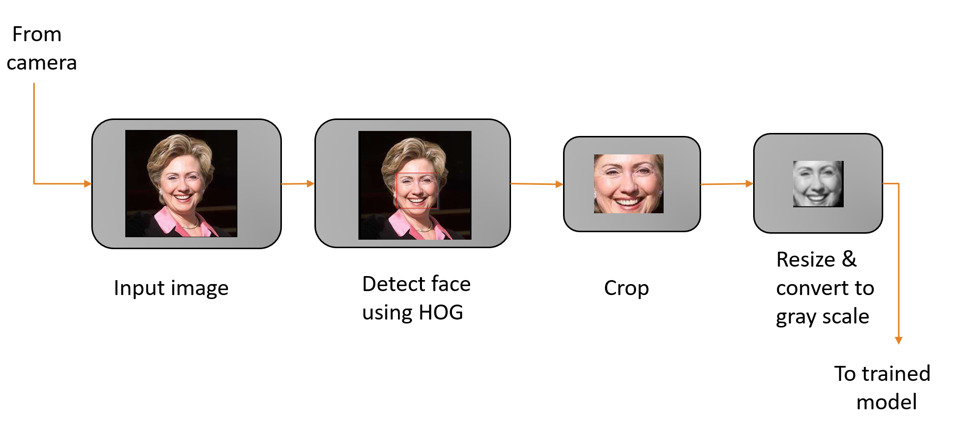 From
camera
Input image
Detect face
using HOG
Crop
Resize &
convert to
gray scale
To trained
model